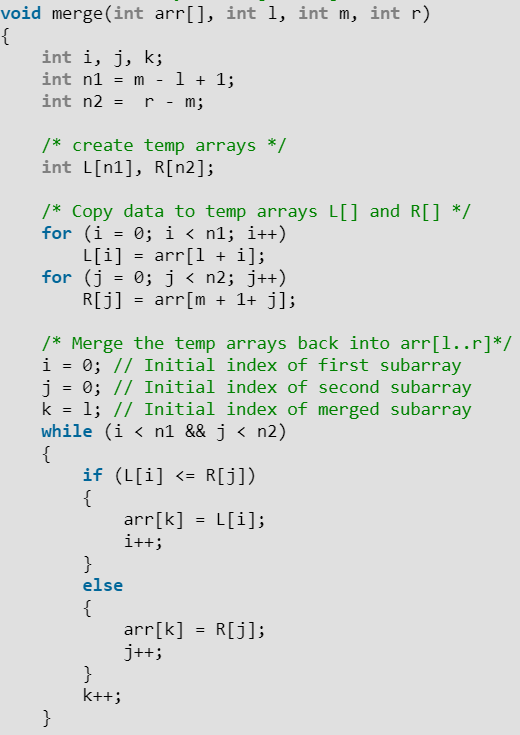 void merge(int arr[], int l, int m, int r)
{
    int i, j, k;
    int n1 = m - l + 1;
    int n2 =  r - m;

    /* create temp arrays */
    int L[n1], R[n2];

    /* Copy data to temp arrays L[] and R[] */
    for (i = 0; i < n1; i++)
        L[i] = arr[l + i];
    for (j = 0; j < n2; j++)
        R[j] = arr[m + 1+ j];

    /* Merge the temp arrays back into arr[l..r]*/
    i = 0; // Initial index of first subarray
    j = 0; // Initial index of second subarray
    k = l; // Initial index of merged subarray
    while (i < n1 && j < n2)
    {
        if (L[i] <= R[j])
        {
            arr[k] = L[i];
            i++;
        }
        else
        {
            arr[k] = R[j];
            j++;
        }
        k++;
    }